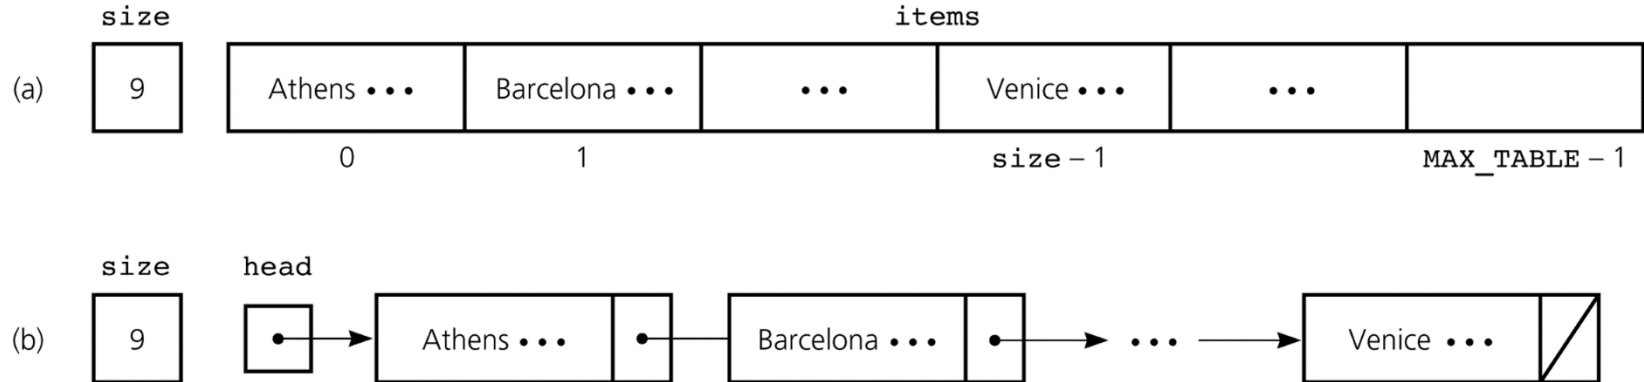 size items
(a) 9 Athens ••• Barcelona ••• ••• Venice ••• •••
0 1 size – 1 MAX_TABLE – 1
size head
(b) 9 Athens ••• Barcelona ••• ••• Venice •••